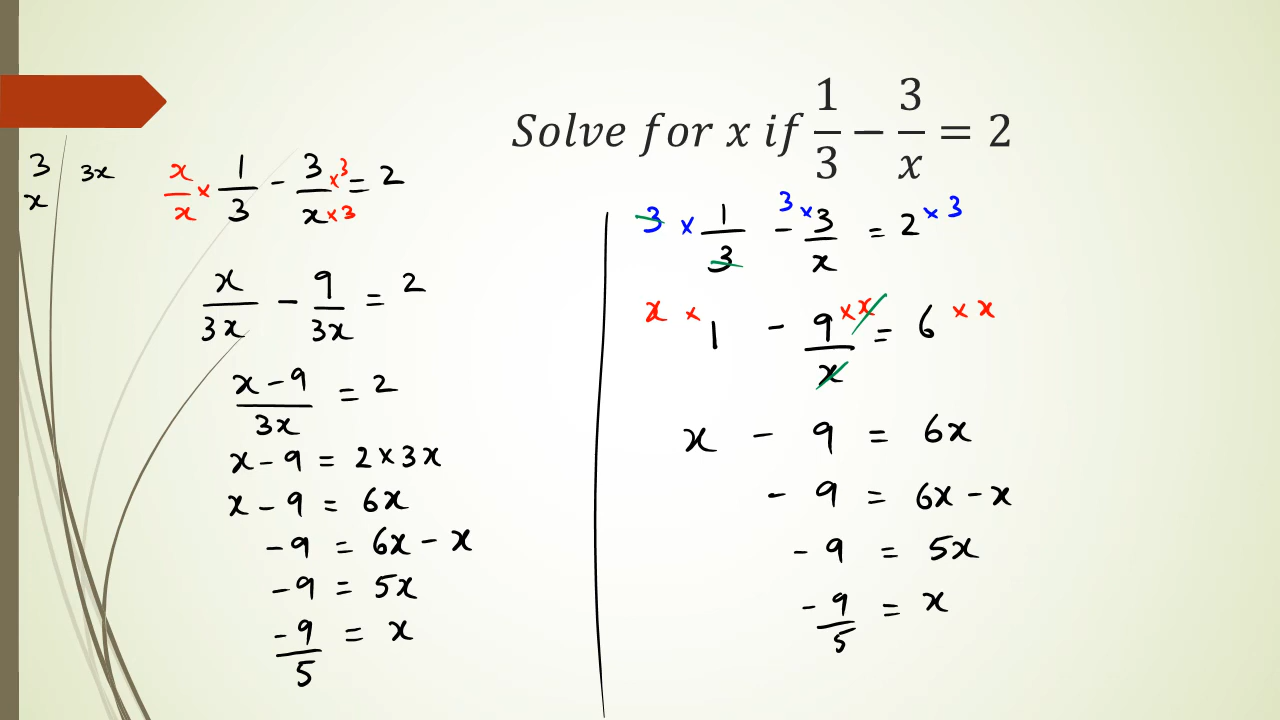 Solve for x if 1/3 − 3/x = 2
3
x
3x
x/x × 1/3 - 3/x ×3/×3 = 2
x/3x - 9/3x = 2
x-9/3x = 2
x-9 = 2×3x
x-9 = 6x
-9 = 6x-x
-9 = 5x
-9/5 = x
3 × 1/3 - 3 × 3/x = 2 × 3
x × 1 - 9/x × x = 6 × x
x - 9 = 6x
- 9 = 6x-x
- 9 = 5x
-9/5 = x